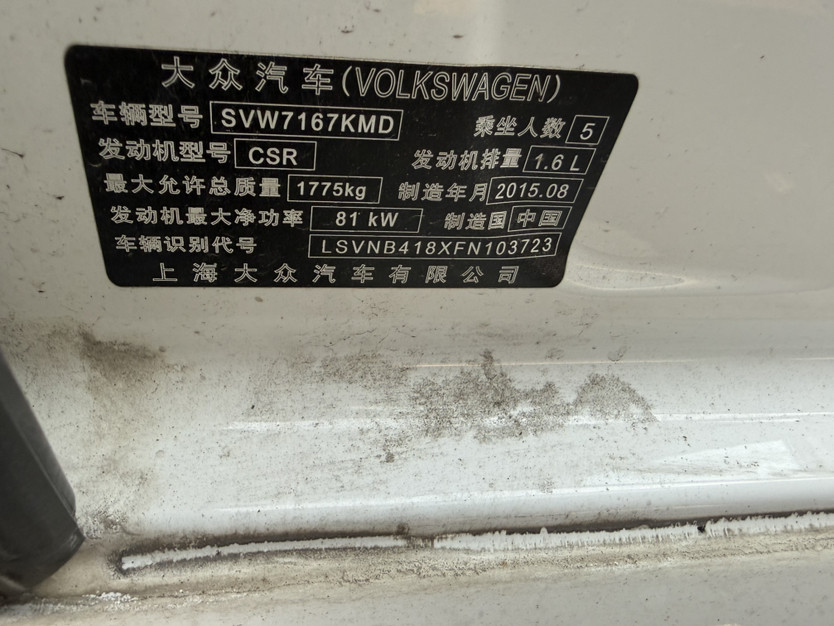 大众汽车(VOLKSWAGEN)
车辆型号 SVW7167KMD 乘坐人数 5
发动机型号 CSR 发动机排量 1.6 L
最大允许总质量 1775kg 制造年月 2015.08
发动机最大净功率 81 kW 制造国 中国
车辆识别代号 LSVNB418XFN103723
上海大众汽车有限公司